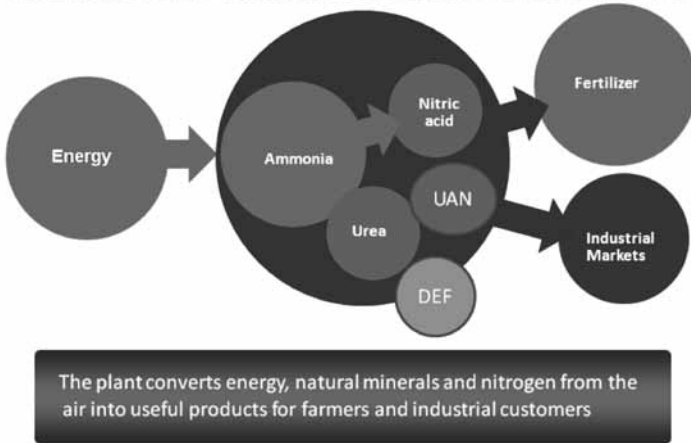 Energy
Ammonia
Nitric
acid
Urea
UAN
DEF
Fertilizer
Industrial
Markets
The plant converts energy, natural minerals and nitrogen from the
air into useful products for farmers and industrial customers